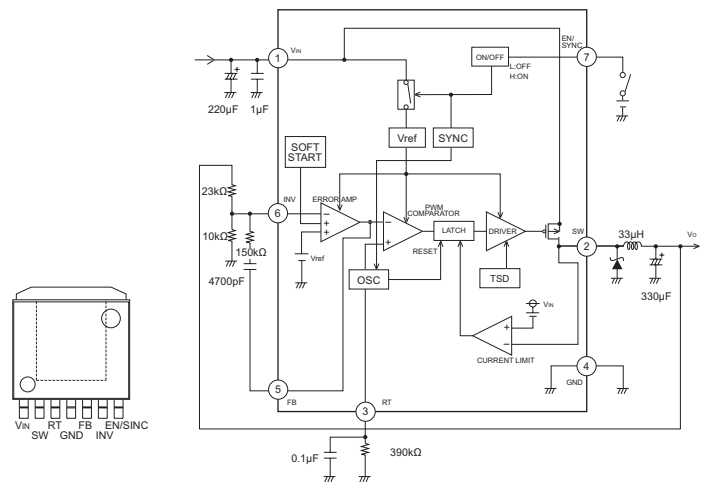 EN/
SYNC
VIN
1
ON/OFF
L:OFF
H:ON
7
220µF
1µF
Vref
SYNC
SOFT
START
23kΩ
INV
6
ERROR AMP
PWM
COMPARATOR
LATCH
DRIVER
SW
2
33µH
VO
10kΩ
150kΩ
4700pF
Vref
RESET
OSC
TSD
330µF
VIN
CURRENT LIMIT
4
GND
5
FB
3
RT
0.1µF
390kΩ
VIN
SW
RT
GND
FB
INV
EN/SINC